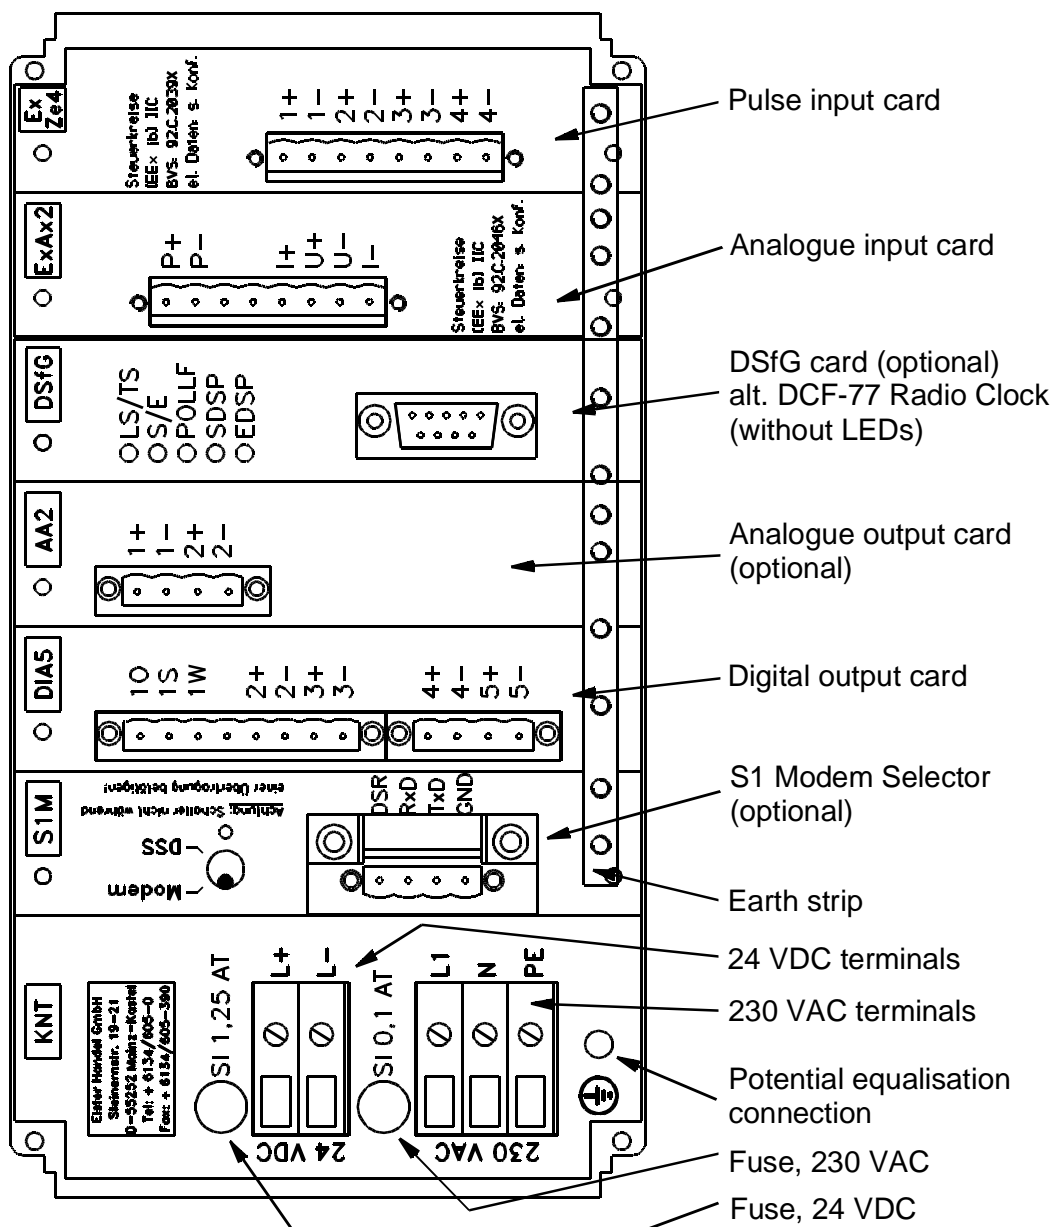 Ex
Ze4
Steuerkreise
[EEx ib] IIC
BVS: 92.C.2039X
el. Daten: s. Konf.
1+
1-
2+
2-
3+
3-
4+
4-
Pulse input card
ExAx2
P+
P-
I+
U+
U-
I-
Steuerkreise
[EEx ib] IIC
BVS: 92.C.2046X
el. Daten: s. Konf.
Analogue input card
DSfG
LS/TS
S/E
POLLF
SDSP
EDSP
DSfG card (optional)
alt. DCF-77 Radio Clock
(without LEDs)
AA2
1+
1-
2+
2-
Analogue output card
(optional)
DIA5
1O
1S
1W
2+
2-
3+
3-
4+
4-
5+
5-
Digital output card
S1M
Achtung: Schalter nicht während
einer Übertragung betätigen!
DSS
Modem
DSR
RxD
TxD
GND
S1 Modem Selector
(optional)
Earth strip
KNT
Elster Handel GmbH
Steinernstr. 19-21
D-55252 Mainz-Kastel
Tel: + 6134/605-0
Fax: + 6134/605-390
SI 1,25 AT
L+
L-
24 VDC
SI 0,1 AT
L1
N
PE
230 VAC
24 VDC terminals
230 VAC terminals
Potential equalisation
connection
Fuse, 230 VAC
Fuse, 24 VDC